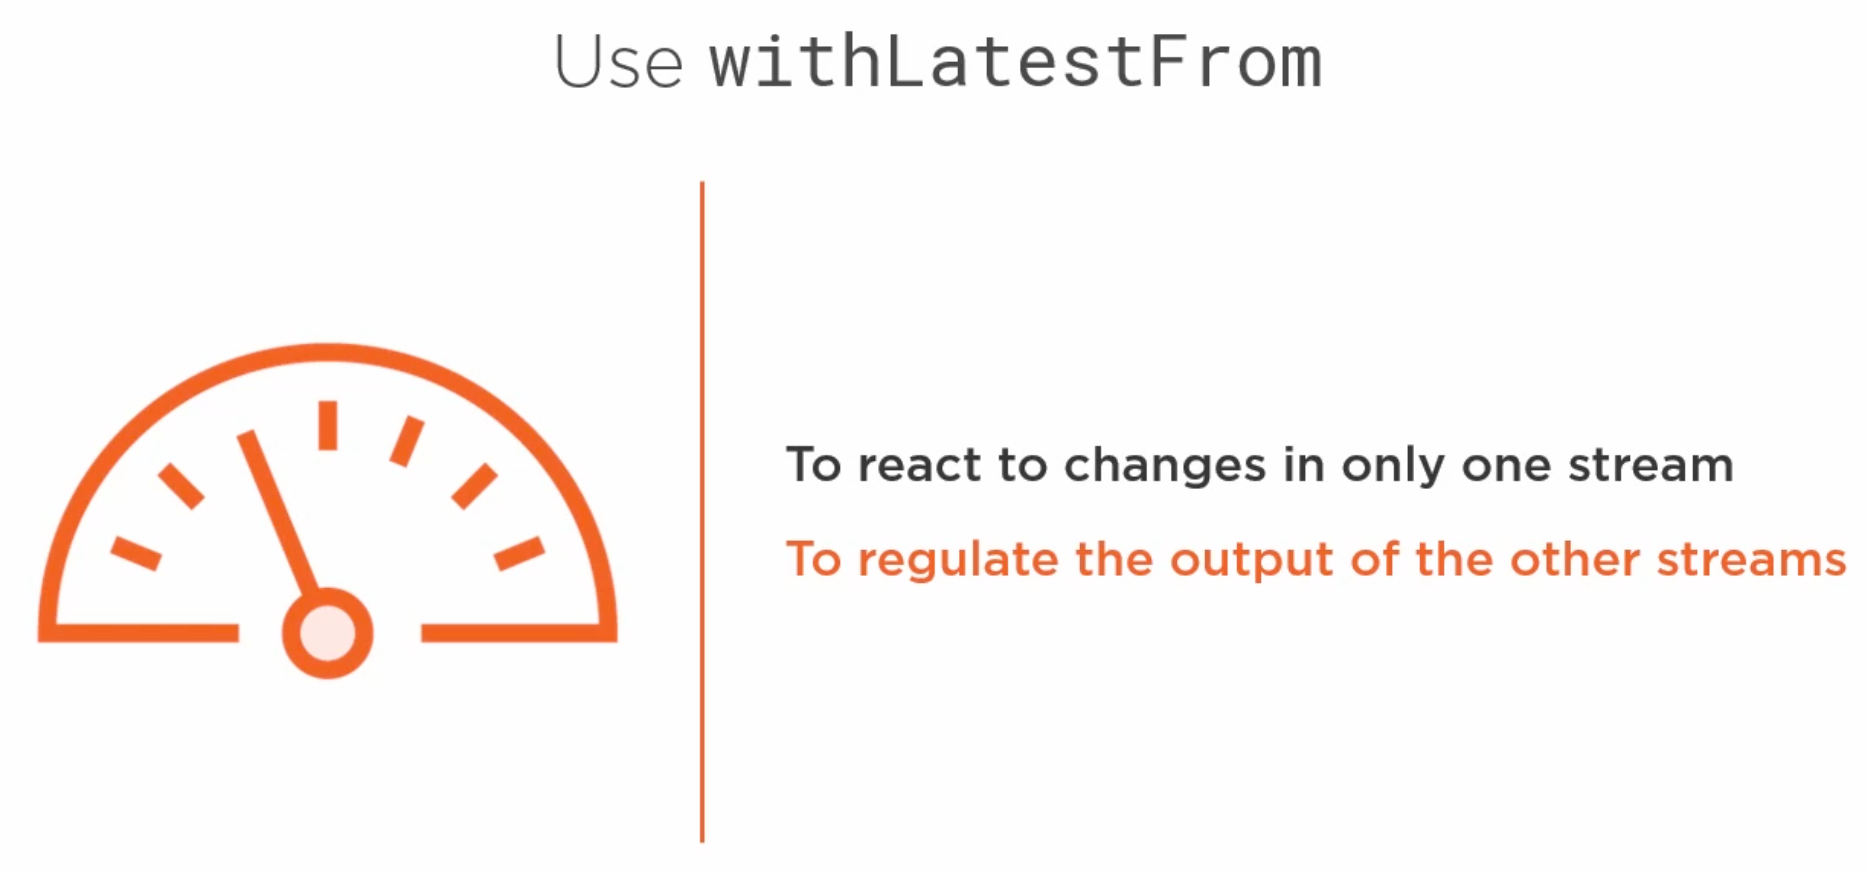 Use withLatestFrom
To react to changes in only one stream
To regulate the output of the other streams